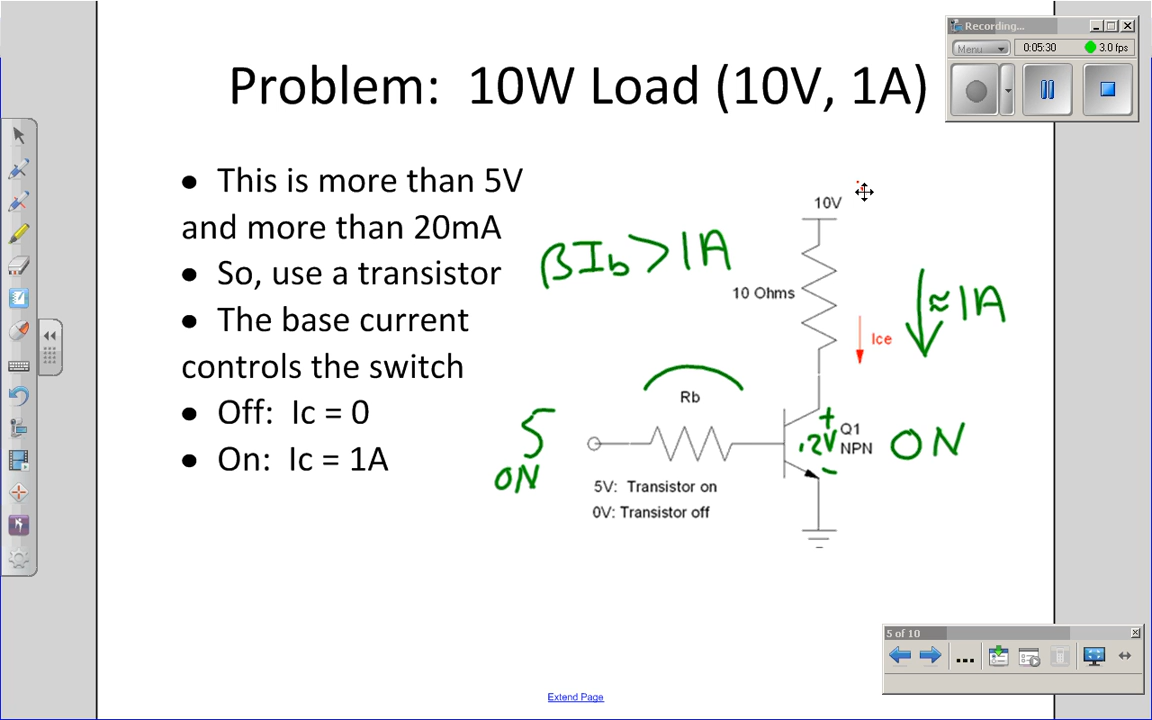 Recording...
Menu
0:05:30
3.0 fps
Problem: 10W Load (10V, 1A)
● This is more than 5V
and more than 20mA
● So, use a transistor
● The base current
controls the switch
● Off: Ic = 0
● On: Ic = 1A
10V
βIb > 1A
10 Ohms
Ice
≈1A
Rb
5
ON
+
.2V
-
Q1
NPN
ON
5V: Transistor on
0V: Transistor off
5 of 10
Extend Page